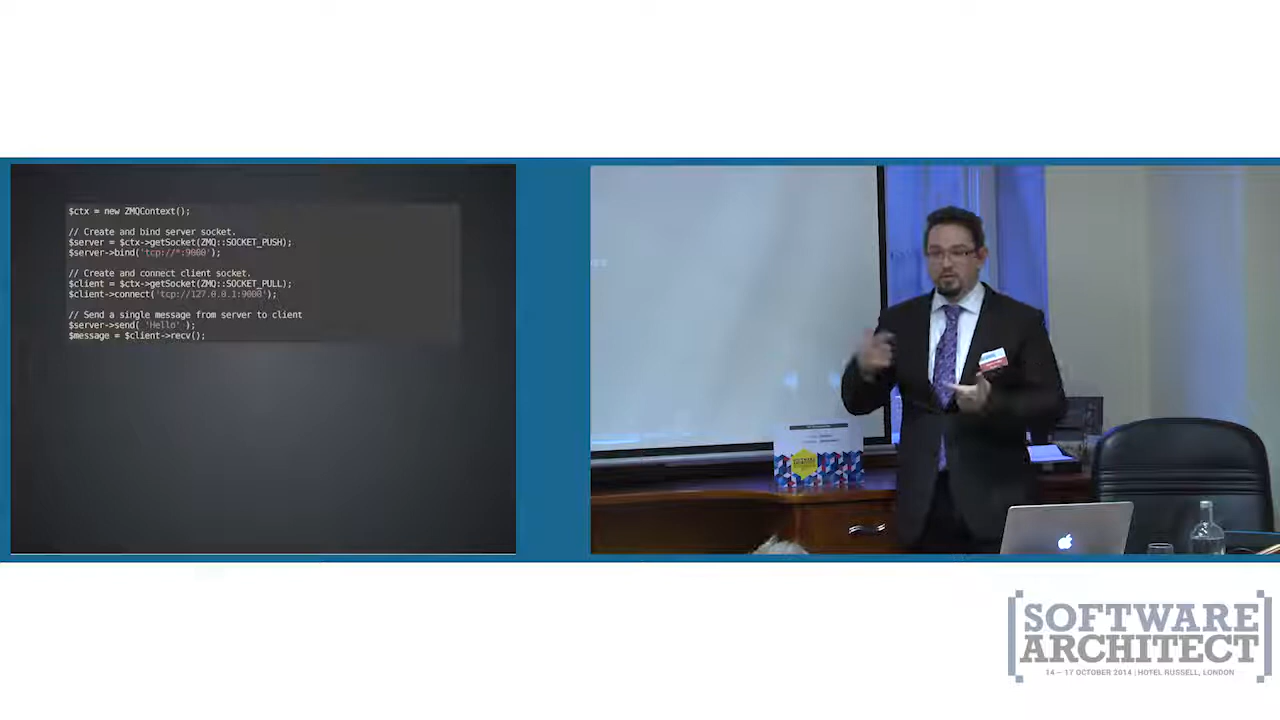 $ctx = new ZMQContext();
// Create and bind server socket.
$server = $ctx->getSocket(ZMQ::SOCKET_PUSH);
$server->bind('tcp://*:9000');
// Create and connect client socket.
$client = $ctx->getSocket(ZMQ::SOCKET_PULL);
$client->connect('tcp://127.0.0.1:9000');
// Send a single message from server to client
$server->send( 'Hello' );
$message = $client->recv();
SOFTWARE
ARCHITECT
[SOFTWARE
ARCHITECT]
14 – 17 OCTOBER 2014 | HOTEL RUSSELL, LONDON